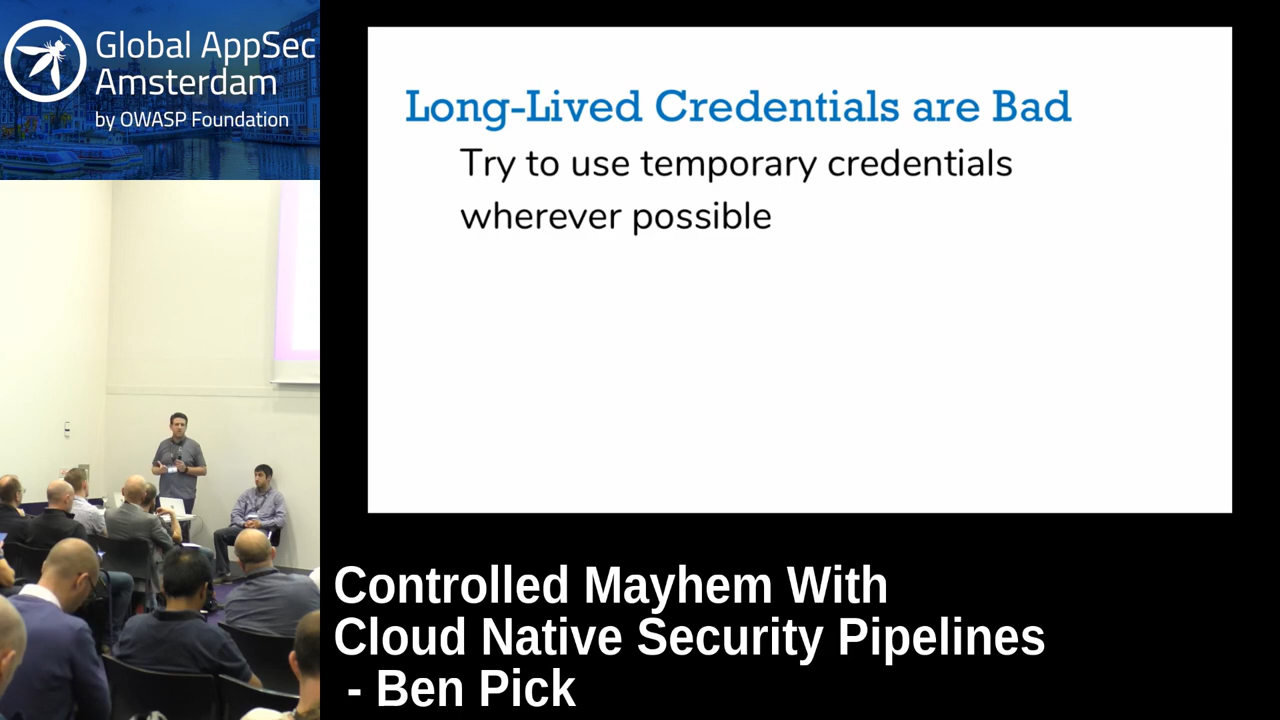 Global AppSec
Amsterdam
by OWASP Foundation
Long-Lived Credentials are Bad
Try to use temporary credentials
wherever possible
Controlled Mayhem With
Cloud Native Security Pipelines
- Ben Pick